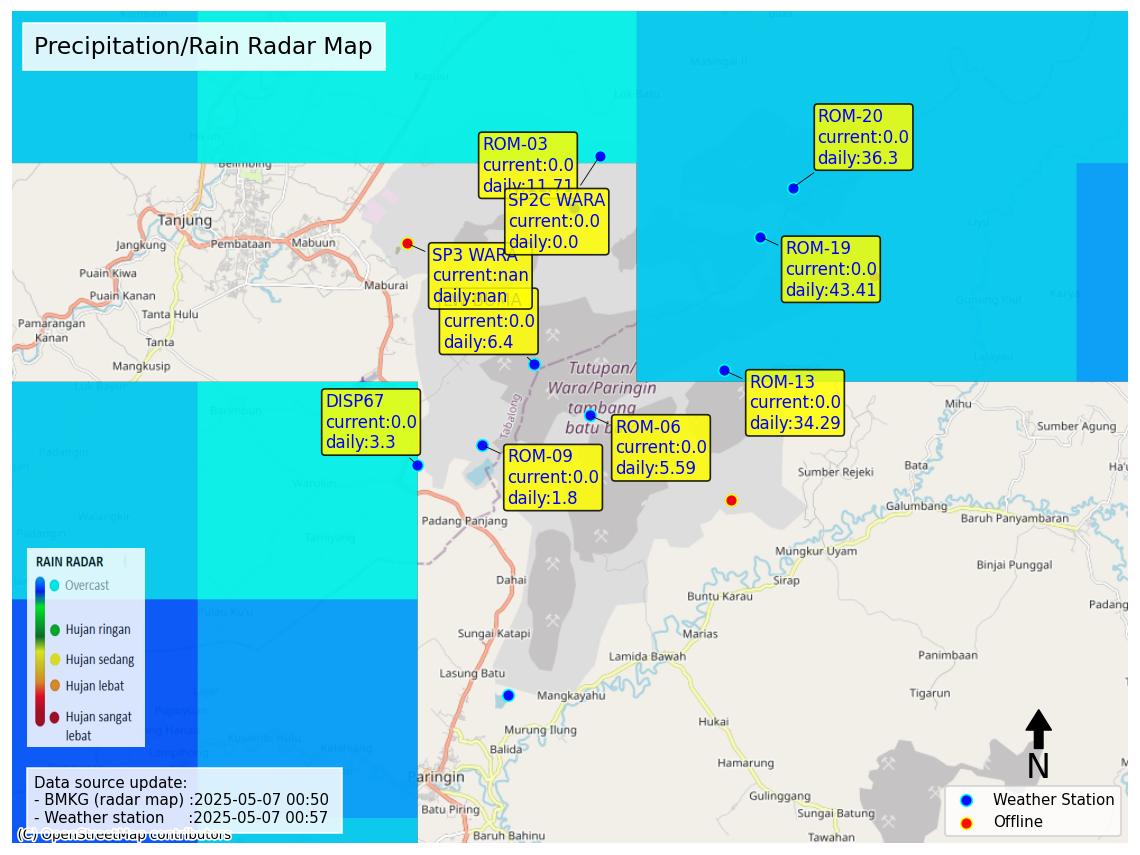 Precipitation/Rain Radar Map
ROM-20
current:0.0
daily:36.3
ROM-03
current:0.0
daily:11.71
SP2C WARA
current:0.0
daily:0.0
ROM-19
current:0.0
daily:43.41
SP3 WARA
current:nan
daily:nan
current:0.0
daily:6.4
ROM-13
current:0.0
daily:34.29
DISP67
current:0.0
daily:3.3
ROM-06
current:0.0
daily:5.59
ROM-09
current:0.0
daily:1.8
Belimbing
Tanjung
Jangkung
Pembataan
Mabuun
Puain Kiwa
Maburai
Puain Kanan
Tanta Hulu
Pamarangan
Kanan
Tanta
Mangkusip
Tutupan/
Wara/Paringin
tambang
batu
Tabalong
Mihu
Sumber Agung
Sumber Rejeki
Bata
Galumbang
Baruh Panyambaran
Padang Panjang
Mungkur Uyam
Binjai Punggal
Dahai
Sirap
Buntu Karau
Padang
Sungai Katapi
Marias
Lamida Bawah
Panimbaan
Lasung Batu
Tigarun
Mangkayahu
Hukai
Murung Ilung
Balida
Hamarung
Paringin
Gulinggang
Batu Piring
Sungai Batung
Baruh Bahinu
Tawahan
RAIN RADAR
Overcast
Hujan ringan
Hujan sedang
Hujan lebat
Hujan sangat
lebat
Data source update:
- BMKG (radar map) :2025-05-07 00:50
- Weather station :2025-05-07 00:57
(C) OpenStreetMap contributors
N
Weather Station
Offline